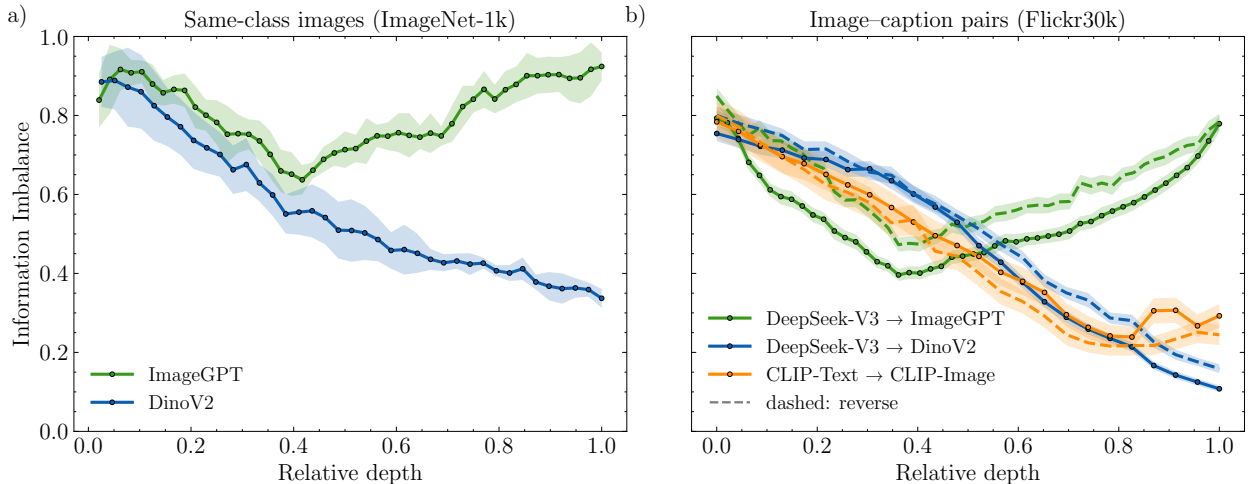 a)
Same-class images (ImageNet-1k)
Information Imbalance
1.0
0.8
0.6
0.4
0.2
0.0
ImageGPT
DinoV2
0.0 0.2 0.4 0.6 0.8 1.0
Relative depth
b)
Image–caption pairs (Flickr30k)
DeepSeek-V3 → ImageGPT
DeepSeek-V3 → DinoV2
CLIP-Text → CLIP-Image
dashed: reverse
0.0 0.2 0.4 0.6 0.8 1.0
Relative depth